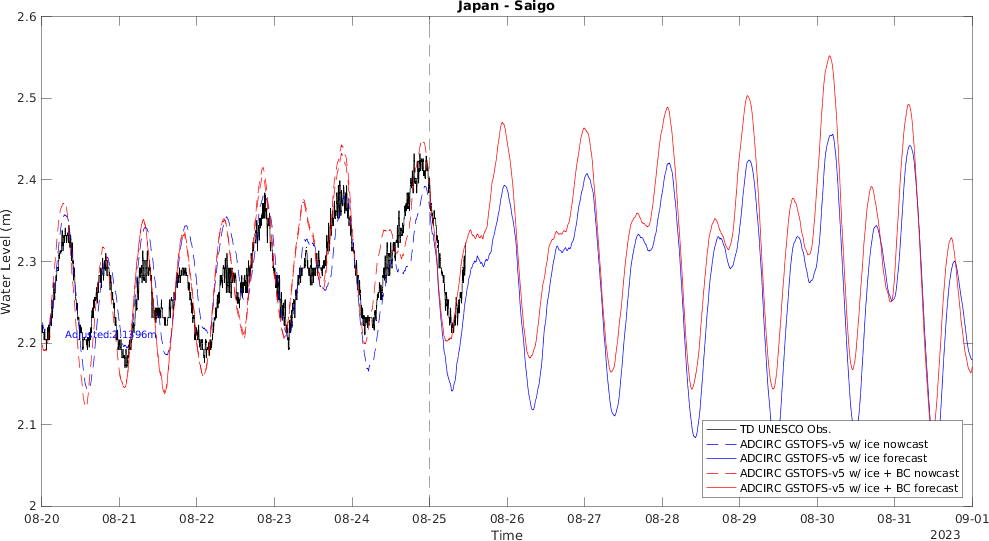 Japan - Saigo
Water Level (m)
2.6
2.5
2.4
2.3
2.2
2.1
2
Adjusted:2.1396m
TD UNESCO Obs.
ADCIRC GSTOFS-v5 w/ ice nowcast
ADCIRC GSTOFS-v5 w/ ice forecast
ADCIRC GSTOFS-v5 w/ ice + BC nowcast
ADCIRC GSTOFS-v5 w/ ice + BC forecast
08-20 08-21 08-22 08-23 08-24 08-25 08-26 08-27 08-28 08-29 08-30 08-31 09-01
Time
2023